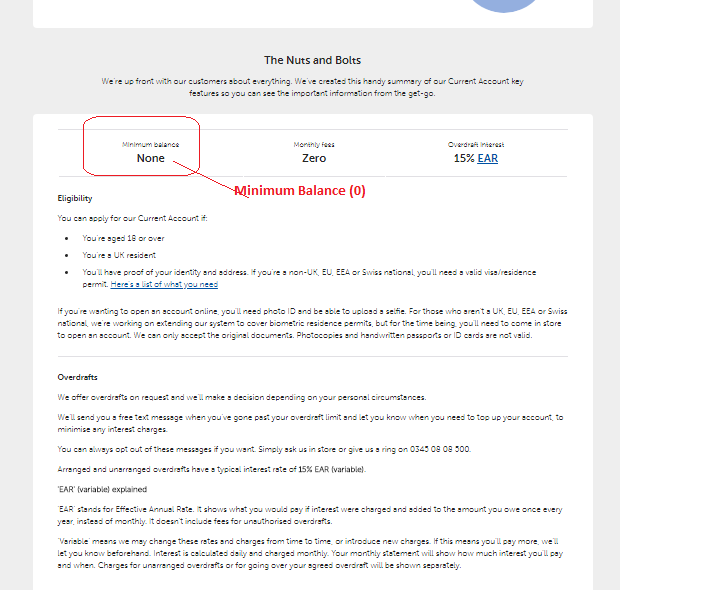 The Nuts and Bolts
We're up front with our customers about everything. We've created this handy summary of our Current Account key
features so you can see the important information from the get-go.
Minimum balance
Monthly fees
Overdraft Interest
None
Zero
15% EAR
Minimum Balance (0)
Eligibility
You can apply for our Current Account if:
• You're aged 18 or over
• You're a UK resident
• You'll have proof of your identity and address. If you're a non-UK, EU, EEA or Swiss national, you'll need a valid visa/residence
permit. Here's a list of what you need
If you're wanting to open an account online, you'll need photo ID and be able to upload a selfie. For those who aren't a UK, EU, EEA or Swiss
national, we're working on extending our system to cover biometric residence permits, but for the time being, you'll need to come in store
to open an account. We can only accept the original documents. Photocopies and handwritten passports or ID cards are not valid.
Overdrafts
We offer overdrafts on request and we'll make a decision depending on your personal circumstances.
We'll send you a free text message when you've gone past your overdraft limit and let you know when you need to top up your account, to
minimise any interest charges.
You can always opt out of these messages if you want. Simply ask us in store or give us a ring on 0345 08 08 500.
Arranged and unarranged overdrafts have a typical interest rate of 15% EAR (variable).
'EAR' (variable) explained
'EAR' stands for Effective Annual Rate. It shows what you would pay if interest were charged and added to the amount you owe once every
year, instead of monthly. It doesn't include fees for unauthorised overdrafts.
'Variable' means we may change these rates and charges from time to time, or introduce new charges. If this means you'll pay more, we'll
let you know beforehand. Interest is calculated daily and charged monthly. Your monthly statement will show how much interest you'll pay
and when. Charges for unarranged overdrafts or for going over your agreed overdraft will be shown separately.